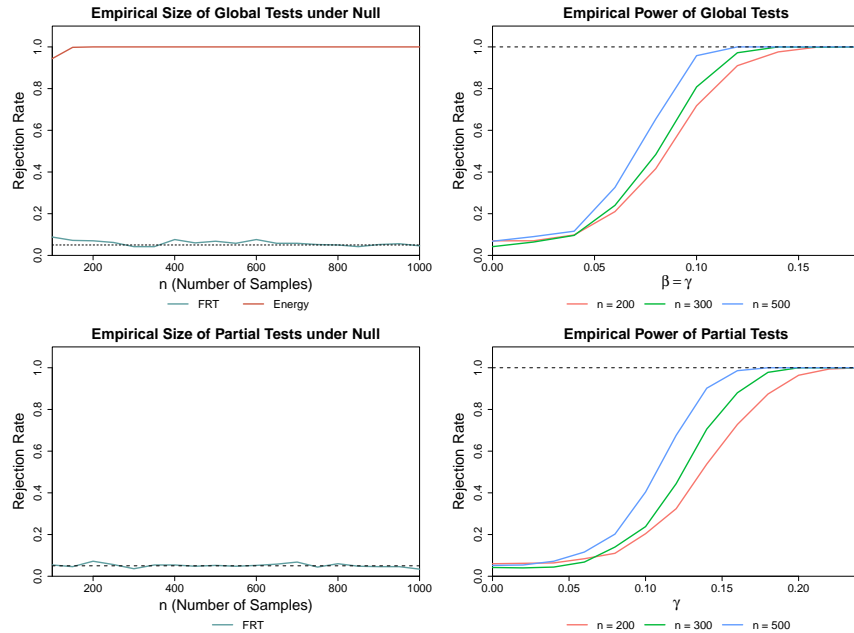 Empirical Size of Global Tests under Null
Rejection Rate
0.0 0.2 0.4 0.6 0.8 1.0
200 400 600 800 1000
n (Number of Samples)
FRT Energy
Empirical Power of Global Tests
Rejection Rate
0.0 0.2 0.4 0.6 0.8 1.0
0.00 0.05 0.10 0.15
β = γ
n = 200 n = 300 n = 500
Empirical Size of Partial Tests under Null
Rejection Rate
0.0 0.2 0.4 0.6 0.8 1.0
200 400 600 800 1000
n (Number of Samples)
FRT
Empirical Power of Partial Tests
Rejection Rate
0.0 0.2 0.4 0.6 0.8 1.0
0.00 0.05 0.10 0.15 0.20
γ
n = 200 n = 300 n = 500